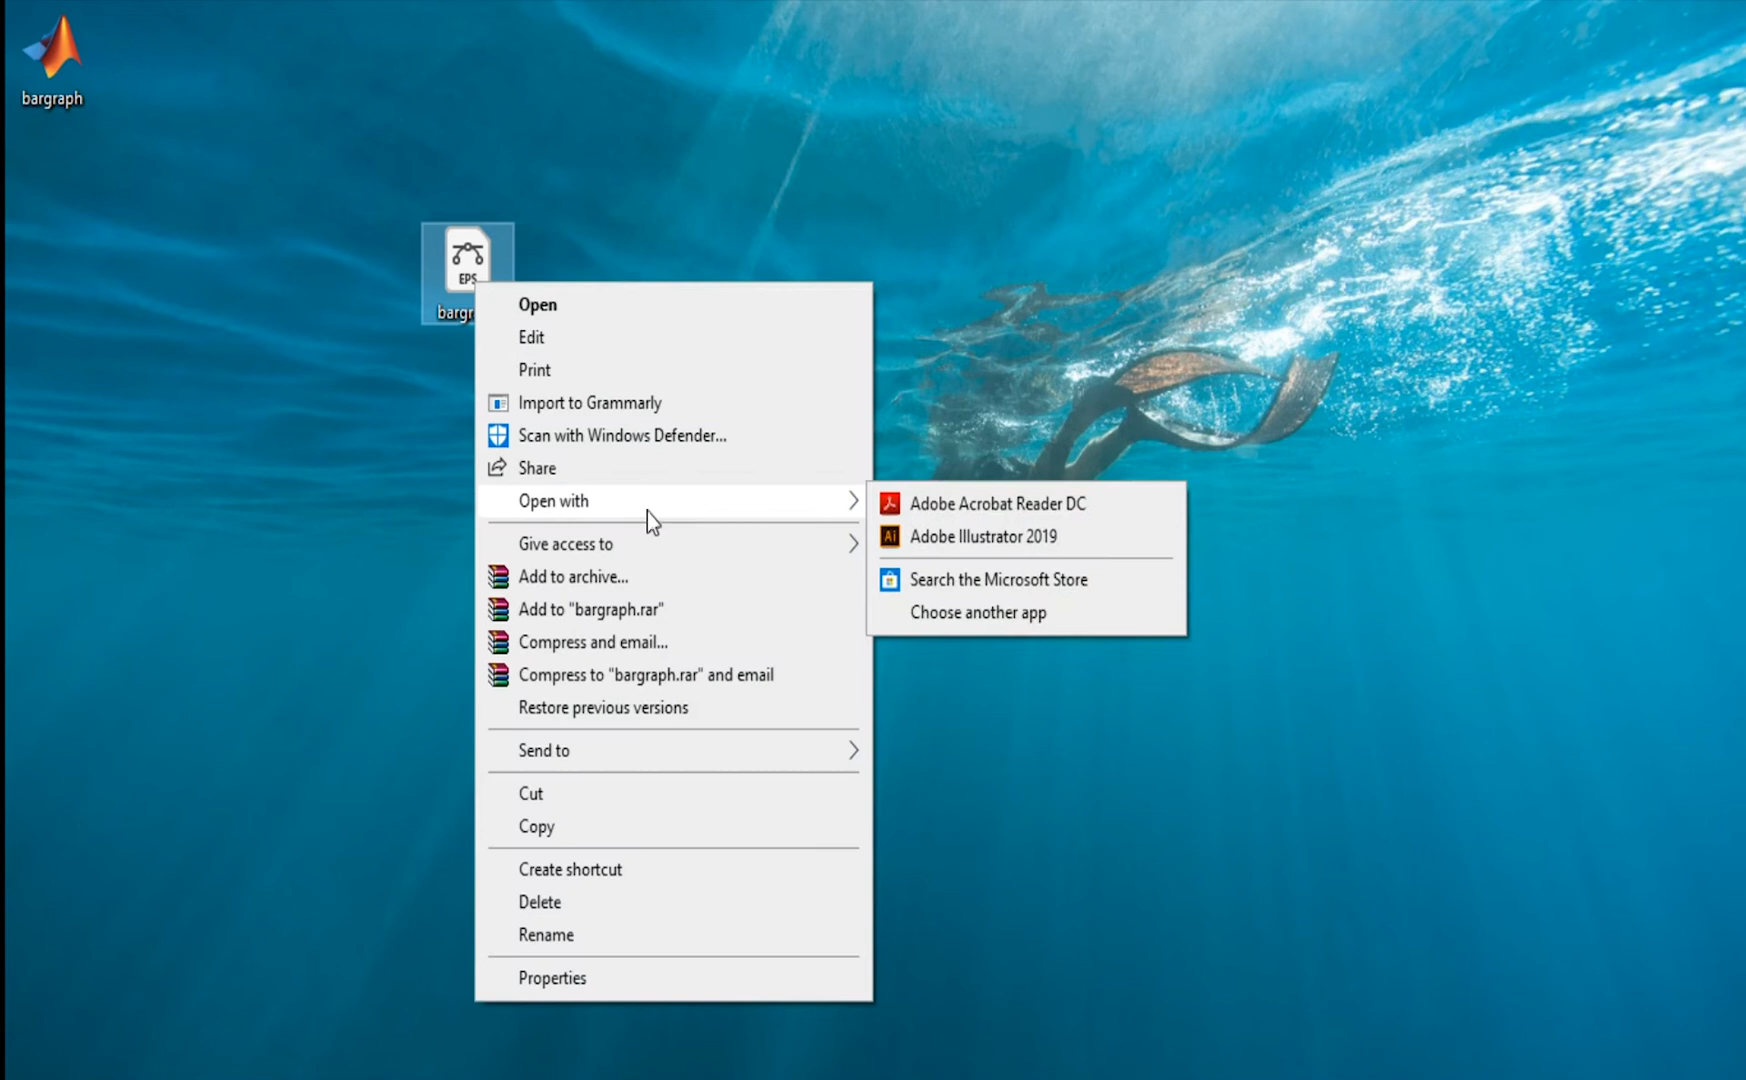 bargraph
EPS
bargr
Open
Edit
Print
Import to Grammarly
Scan with Windows Defender...
Share
Open with
Give access to
Add to archive...
Add to "bargraph.rar"
Compress and email...
Compress to "bargraph.rar" and email
Restore previous versions
Send to
Cut
Copy
Create shortcut
Delete
Rename
Properties
Adobe Acrobat Reader DC
Ai Adobe Illustrator 2019
Search the Microsoft Store
Choose another app